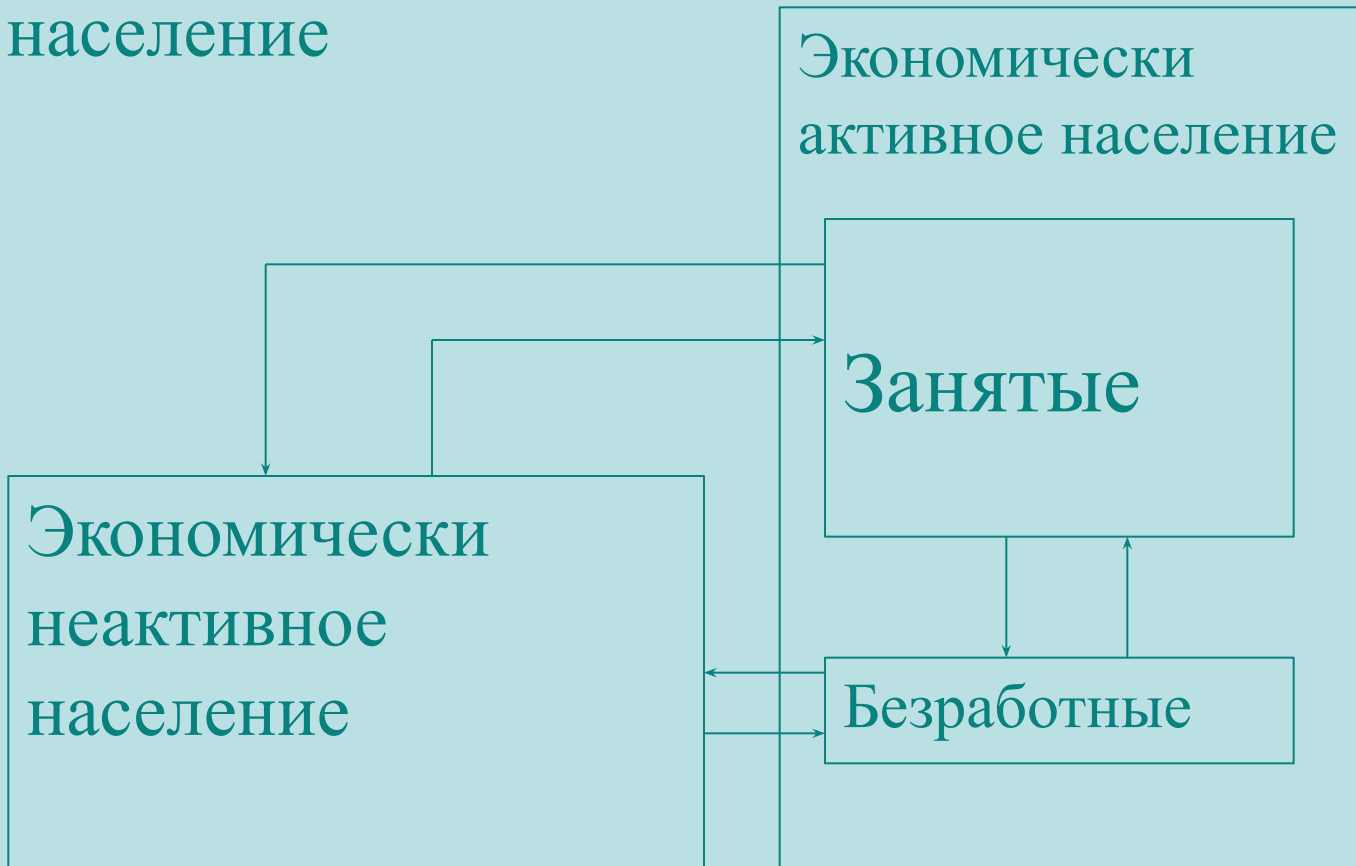 население
Экономически
активное население
Занятые
Экономически
неактивное
население
Безработные